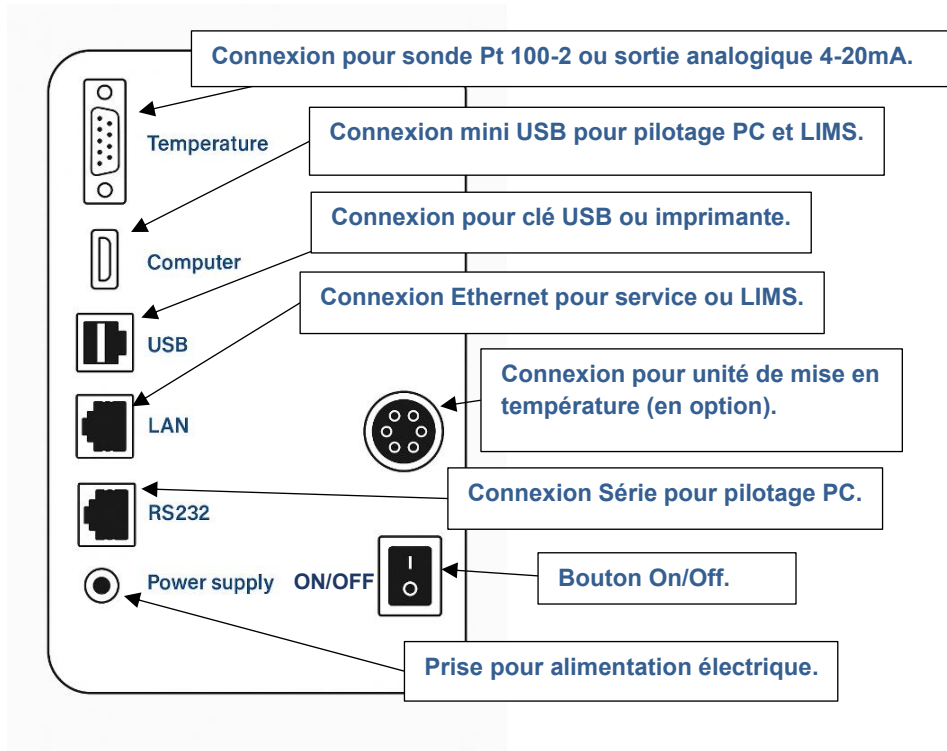 Connexion pour sonde Pt 100-2 ou sortie analogique 4-20mA.
Temperature
Connexion mini USB pour pilotage PC et LIMS.
Connexion pour clé USB ou imprimante.
Computer
Connexion Ethernet pour service ou LIMS.
USB
Connexion pour unité de mise en
température (en option).
LAN
Connexion Série pour pilotage PC.
RS232
Power supply
ON/OFF
I
O
Bouton On/Off.
Prise pour alimentation électrique.